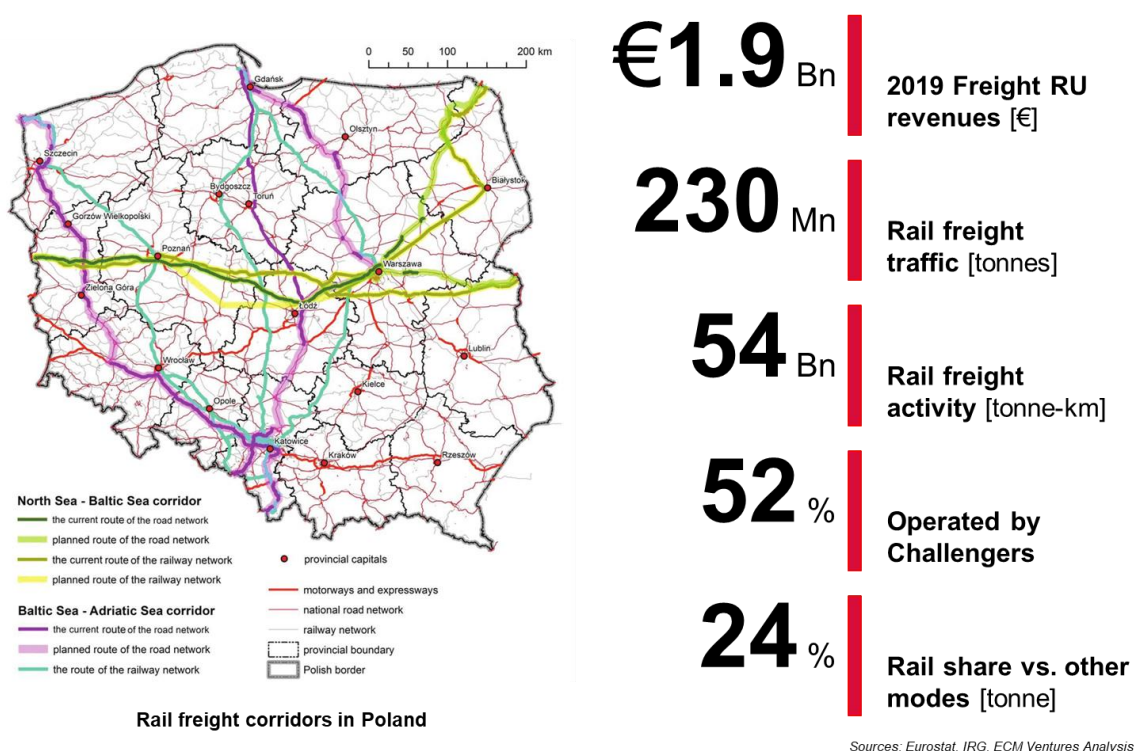 0 50 100 150 200 km
Gdańsk
Olsztyn
Szczecin
Bydgoszcz
Toruń
Białystok
Gorzów Wielkopolski
Poznań
Warszawa
Zielona Góra
Łódź
Lublin
Wrocław
Kielce
Opole
Katowice
Kraków
Rzeszów
North Sea - Baltic Sea corridor
the current route of the road network
planned route of the road network
the current route of the railway network
planned route of the railway network
Baltic Sea - Adriatic Sea corridor
the current route of the road network
planned route of the road network
the route of the railway network
provincial capitals
motorways and expressways
national road network
railway network
provincial boundary
Polish border
Rail freight corridors in Poland
€1.9 Bn
2019 Freight RU
revenues [€]
230 Mn
Rail freight
traffic [tonnes]
54 Bn
Rail freight
activity [tonne-km]
52 %
Operated by
Challengers
24 %
Rail share vs. other
modes [tonne]
Sources: Eurostat, IRG, ECM Ventures Analysis